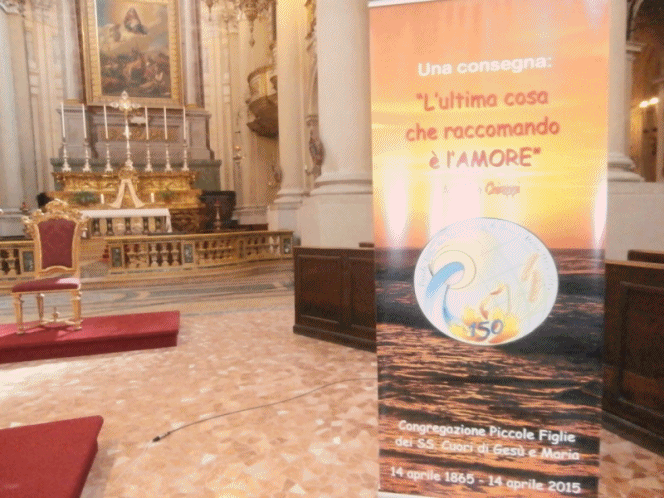 Una consegna:
"L'ultima cosa
che raccomando
è l'AMORE"
150
Congregazione Piccole Figlie
dei SS. Cuori di Gesù e Maria
14 aprile 1865 - 14 aprile 2015